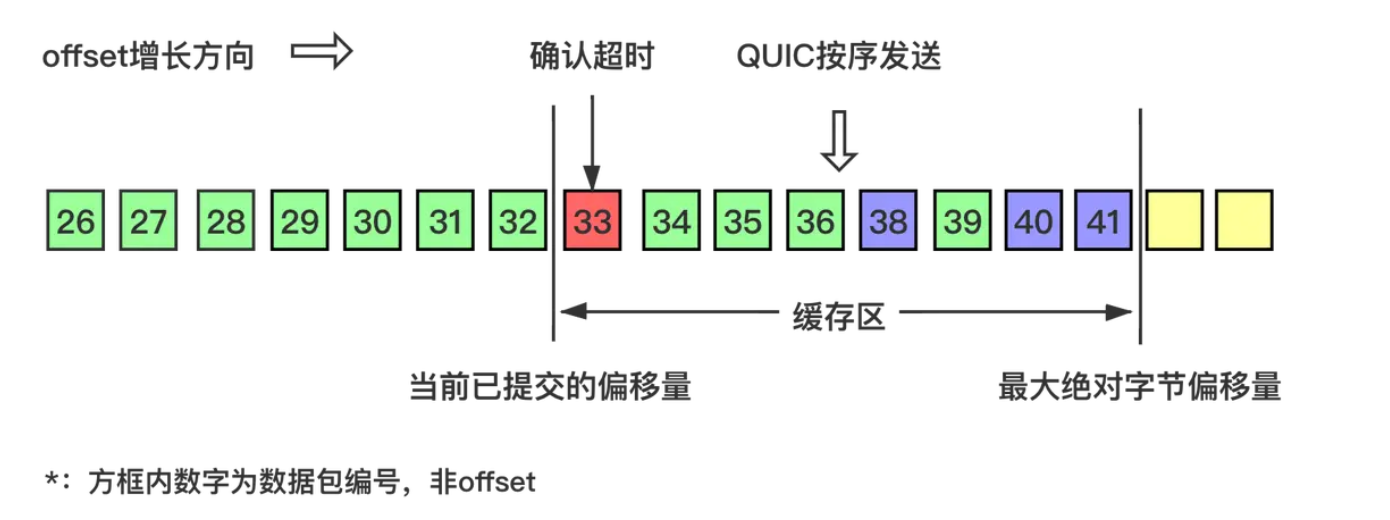 offset增长方向 确认超时 QUIC按序发送
26 27 28 29 30 31 32 33 34 35 36 38 39 40 41
缓存区
当前已提交的偏移量 最大绝对字节偏移量
*：方框内数字为数据包编号，非offset